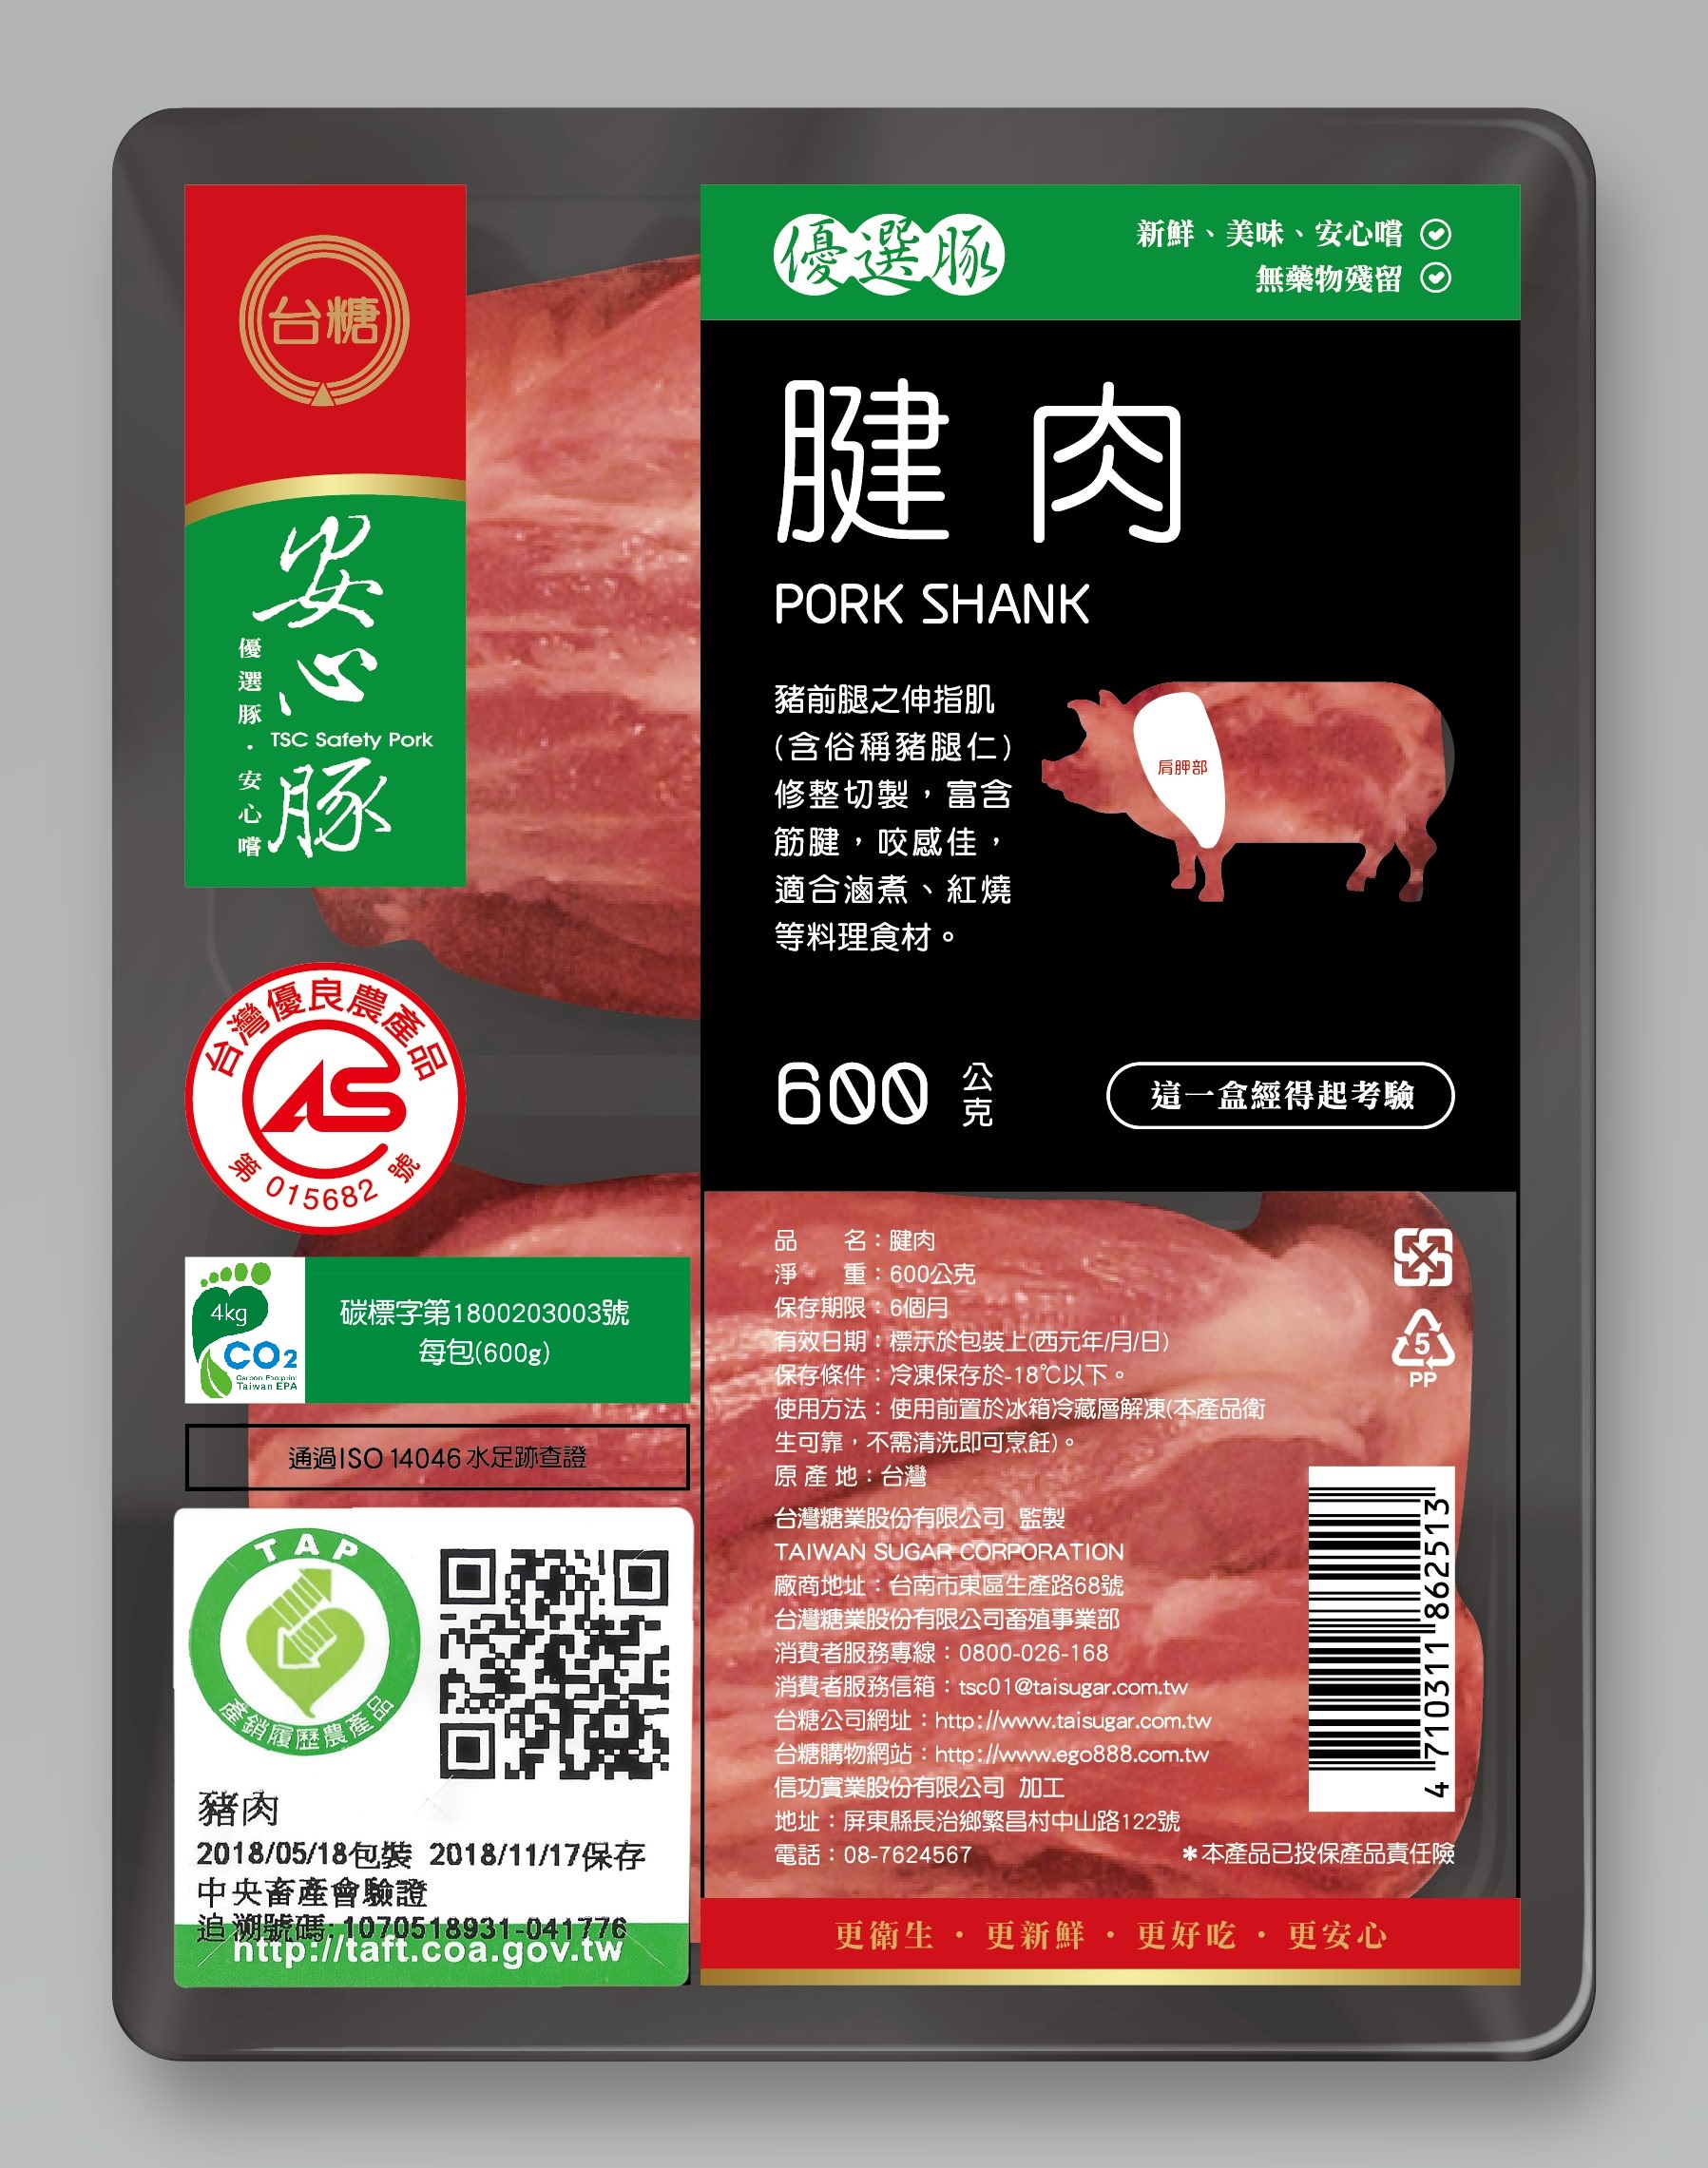 台糖
安心豚
優選豚・安心嚐
TSC Safety Pork
台灣優良農產品
CAS
第 015682 號
4kg
CO2
Carbon Footprint
Taiwan EPA
碳標字第1800203003號
每包(600g)
通過ISO 14046 水足跡查證
TAP
產銷履歷農產品
豬肉
2018/05/18包裝 2018/11/17保存
中央畜產會驗證
追溯號碼:1070518931-041776
http://taft.coa.gov.tw
優選豚
新鮮、美味、安心嚐
無藥物殘留
腱肉
PORK SHANK
豬前腿之伸指肌
(含俗稱豬腿仁)
修整切製，富含
筋腱，咬感佳，
適合滷煮、紅燒
等料理食材。
肩胛部
600 公克
這一盒經得起考驗
品 名：腱肉
淨 重：600公克
保存期限：6個月
有效日期：標示於包裝上(西元年/月/日)
保存條件：冷凍保存於-18℃以下。
使用方法：使用前置於冰箱冷藏層解凍(本產品衛
生可靠，不需清洗即可烹飪)。
原 產 地：台灣
台灣糖業股份有限公司 監製
TAIWAN SUGAR CORPORATION
廠商地址：台南市東區生產路68號
台灣糖業股份有限公司畜殖事業部
消費者服務專線：0800-026-168
消費者服務信箱：tsc01@taisugar.com.tw
台糖公司網址：http://www.taisugar.com.tw
台糖購物網站：http://www.ego888.com.tw
信功實業股份有限公司 加工
地址：屏東縣長治鄉繁昌村中山路122號
電話：08-7624567
5
PP
4 710311 862513
＊本產品已投保產品責任險
更衛生・更新鮮・更好吃・更安心